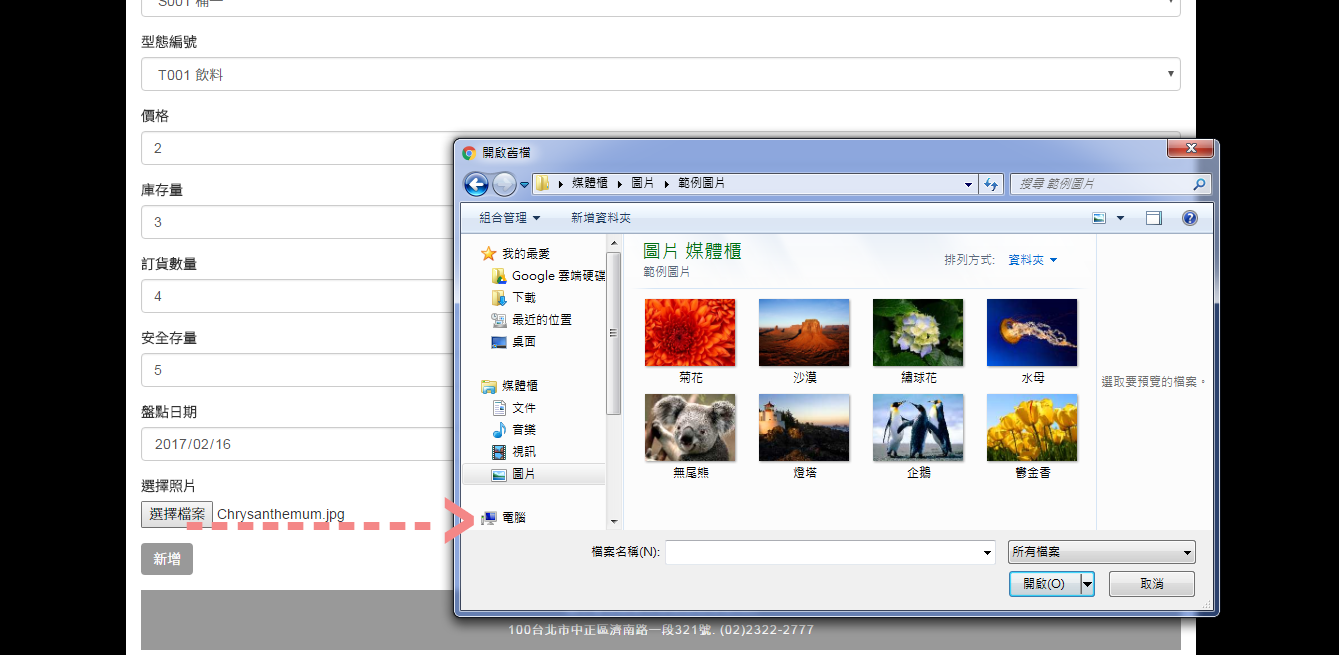 S001 桶一
型態編號
T001 飲料
價格
2
庫存量
3
訂貨數量
4
安全存量
5
盤點日期
2017/02/16
選擇照片
選擇檔案 Chrysanthemum.jpg
新增
100台北市中正區濟南路一段321號. (02)2322-2777
開啟舊檔
媒體櫃 圖片 範例圖片
搜尋 範例圖片
組合管理 新增資料夾
我的最愛
Google 雲端硬碟
下載
最近的位置
桌面
媒體櫃
文件
音樂
視訊
圖片
電腦
圖片 媒體櫃
範例圖片
排列方式: 資料夾
菊花 沙漠 繡球花 水母
無尾熊 燈塔 企鵝 鬱金香
選取要預覽的檔案。
檔案名稱(N): 所有檔案
開啟(O) 取消